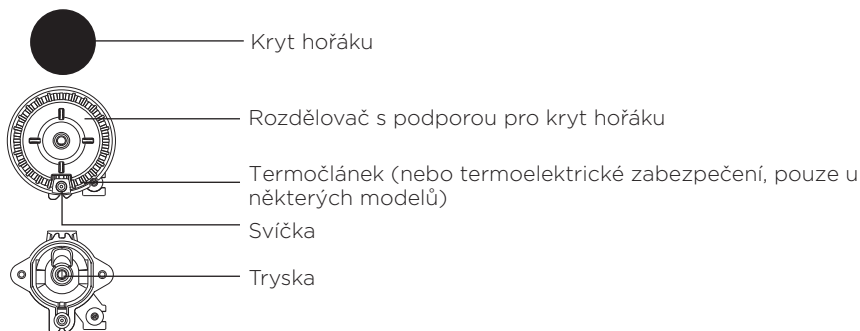 Kryt hořáku
Rozdělovač s podporou pro kryt hořáku
Termočlánek (nebo termoelektrické zabezpečení, pouze u
některých modelů)
Svíčka
Tryska